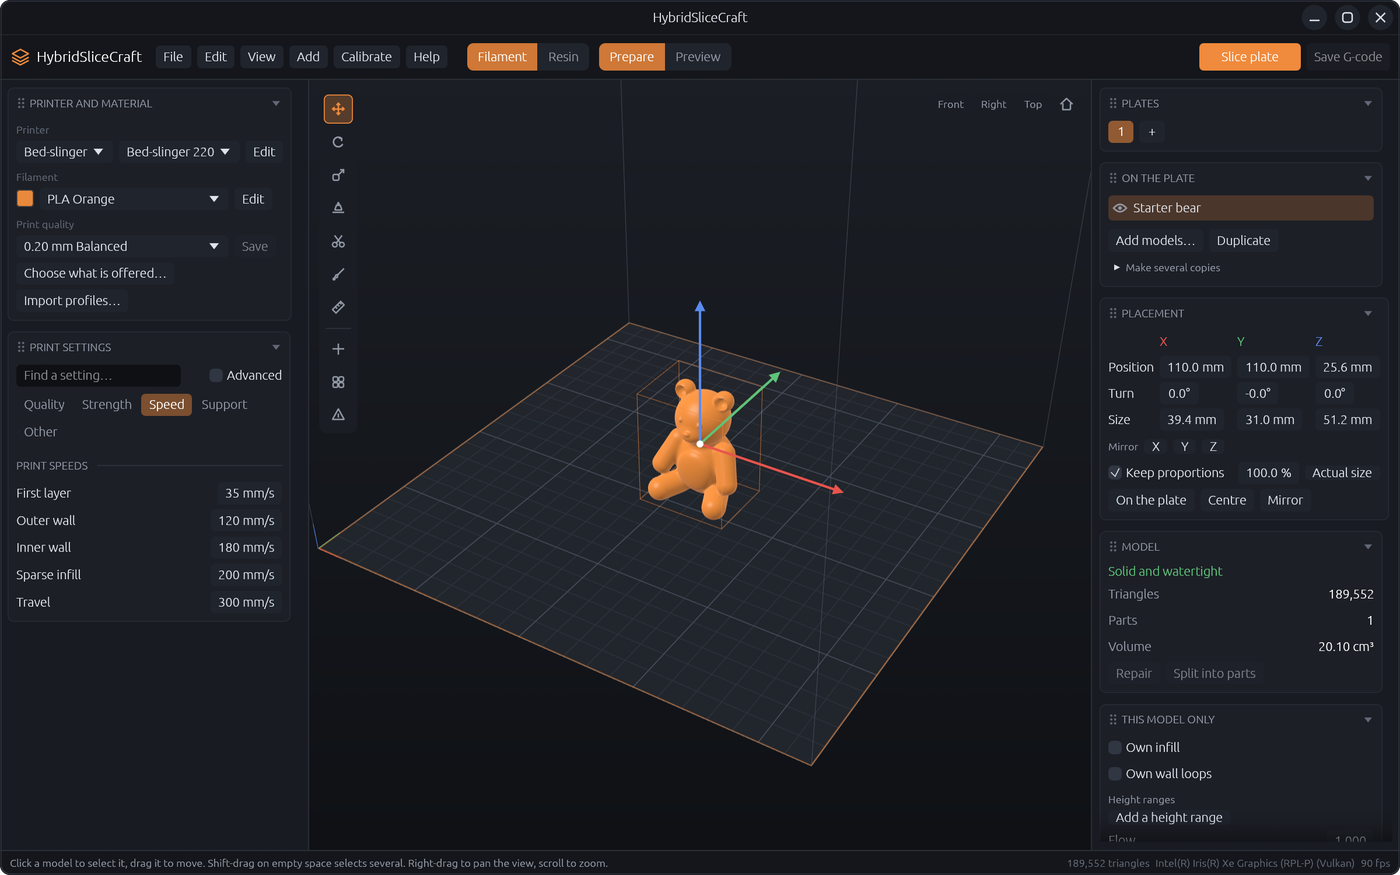 HybridSliceCraft
HybridSliceCraft File Edit View Add Calibrate Help Filament Resin Prepare Preview Slice plate Save G-code
PRINTER AND MATERIAL
Printer
Bed-slinger Bed-slinger 220 Edit
Filament
PLA Orange Edit
Print quality
0.20 mm Balanced Save
Choose what is offered…
Import profiles…
PRINT SETTINGS
Find a setting… Advanced
Quality Strength Speed Support
Other
PRINT SPEEDS
First layer 35 mm/s
Outer wall 120 mm/s
Inner wall 180 mm/s
Sparse infill 200 mm/s
Travel 300 mm/s
Front Right Top
PLATES
1 +
ON THE PLATE
Starter bear
Add models… Duplicate
Make several copies
PLACEMENT
X Y Z
Position 110.0 mm 110.0 mm 25.6 mm
Turn 0.0° -0.0° 0.0°
Size 39.4 mm 31.0 mm 51.2 mm
Mirror X Y Z
Keep proportions 100.0 % Actual size
On the plate Centre Mirror
MODEL
Solid and watertight
Triangles 189,552
Parts 1
Volume 20.10 cm³
Repair Split into parts
THIS MODEL ONLY
Own infill
Own wall loops
Height ranges
Add a height range
Flow 1.000
Click a model to select it, drag it to move. Shift-drag on empty space selects several. Right-drag to pan the view, scroll to zoom.
189,552 triangles Intel(R) Iris(R) Xe Graphics (RPL-P) (Vulkan) 90 fps